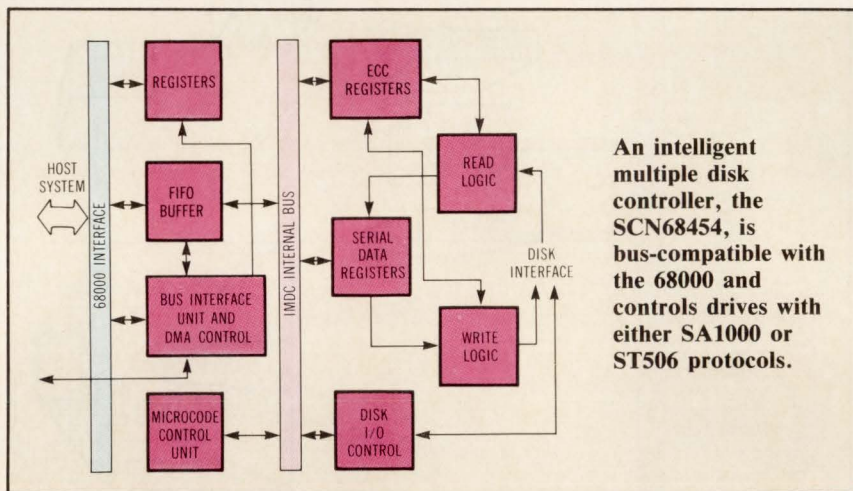 HOST
SYSTEM
68000 INTERFACE
REGISTERS
FIFO
BUFFER
BUS INTERFACE
UNIT AND
DMA CONTROL
MICROCODE
CONTROL
UNIT
IMDC INTERNAL BUS
ECC
REGISTERS
READ
LOGIC
SERIAL
DATA
REGISTERS
WRITE
LOGIC
DISK
I/O
CONTROL
DISK
INTERFACE
An intelligent
multiple disk
controller, the
SCN68454, is
bus-compatible with
the 68000 and
controls drives with
either SA1000 or
ST506 protocols.